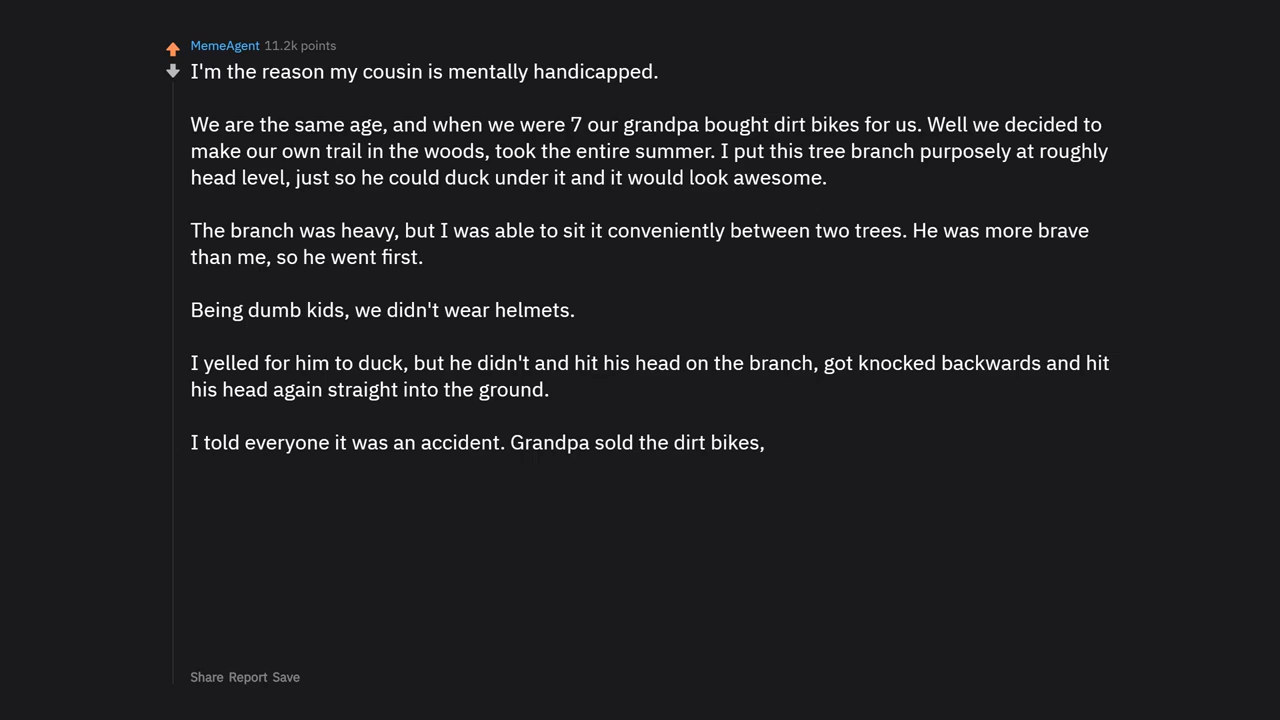 MemeAgent 11.2k points
I'm the reason my cousin is mentally handicapped.
We are the same age, and when we were 7 our grandpa bought dirt bikes for us. Well we decided to
make our own trail in the woods, took the entire summer. I put this tree branch purposely at roughly
head level, just so he could duck under it and it would look awesome.
The branch was heavy, but I was able to sit it conveniently between two trees. He was more brave
than me, so he went first.
Being dumb kids, we didn't wear helmets.
I yelled for him to duck, but he didn't and hit his head on the branch, got knocked backwards and hit
his head again straight into the ground.
I told everyone it was an accident. Grandpa sold the dirt bikes,
Share Report Save